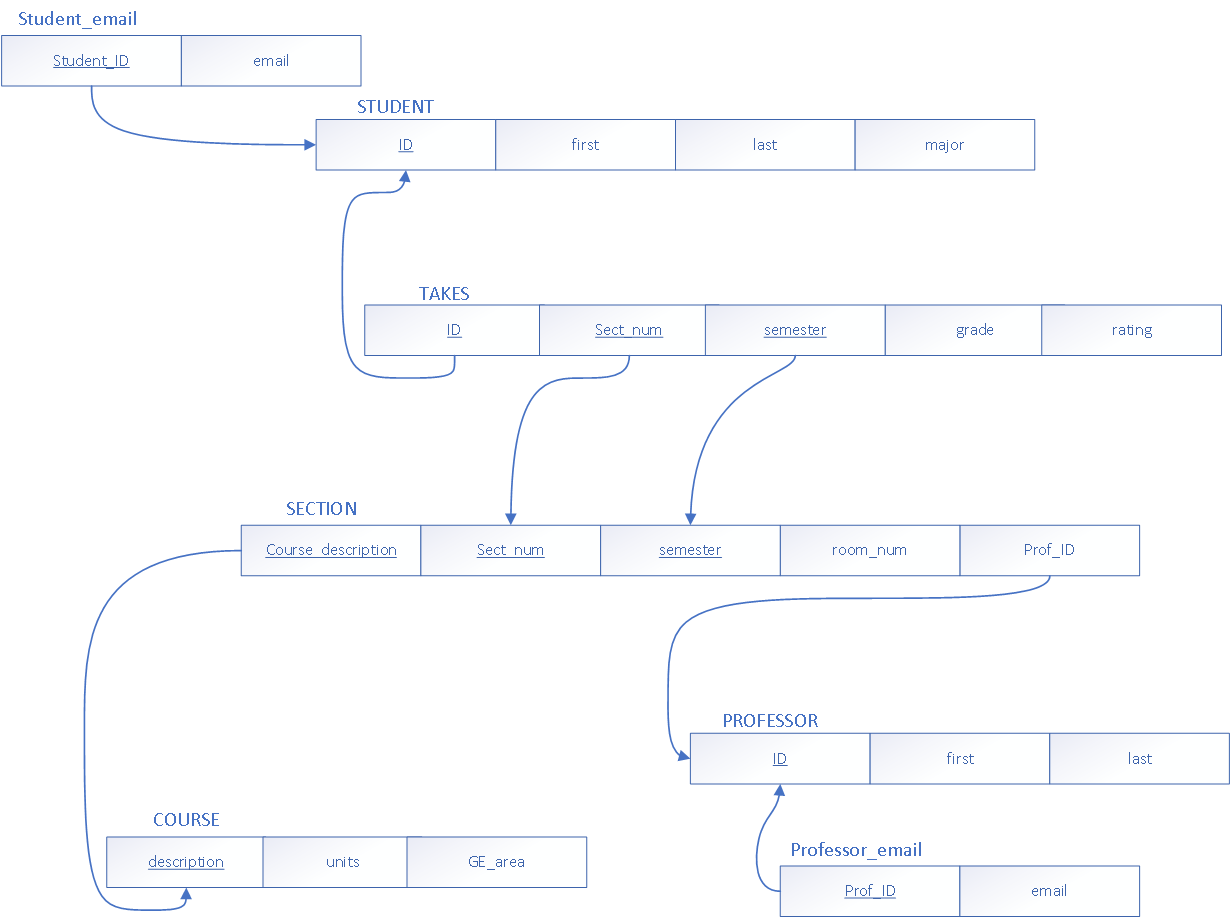 Student_email
Student_ID email
STUDENT
ID first last major
TAKES
ID Sect_num semester grade rating
SECTION
Course_description Sect_num semester room_num Prof_ID
PROFESSOR
ID first last
COURSE
description units GE_area
Professor_email
Prof_ID email